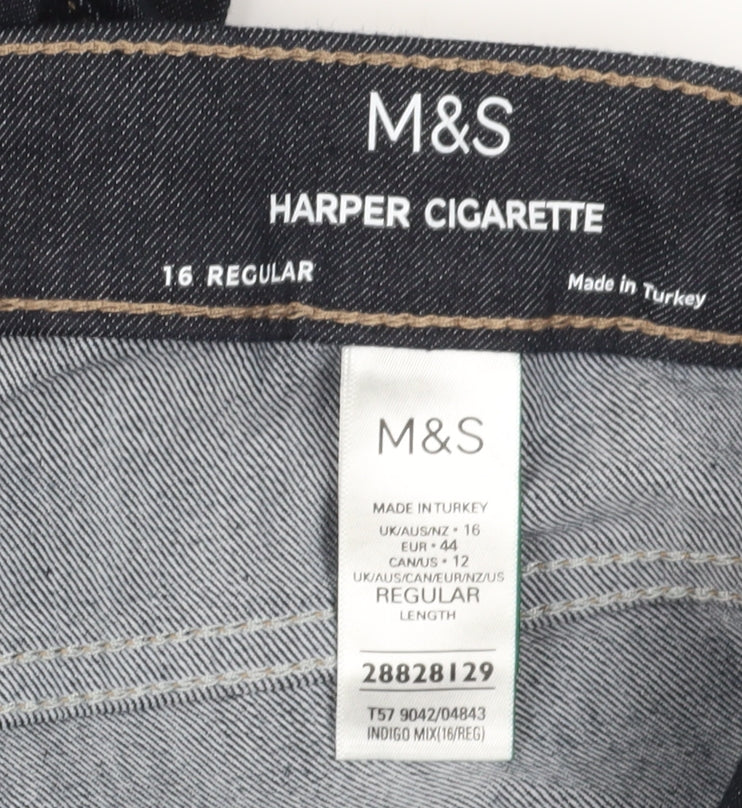 M&S
HARPER CIGARETTE
16 REGULAR
Made in Turkey
M&S
MADE IN TURKEY
UK/AUS/NZ • 16
EUR • 44
CAN/US • 12
UK/AUS/CAN/EUR/NZ/US
REGULAR
LENGTH
28828129
T57 9042/04843
INDIGO MIX(16/REG)